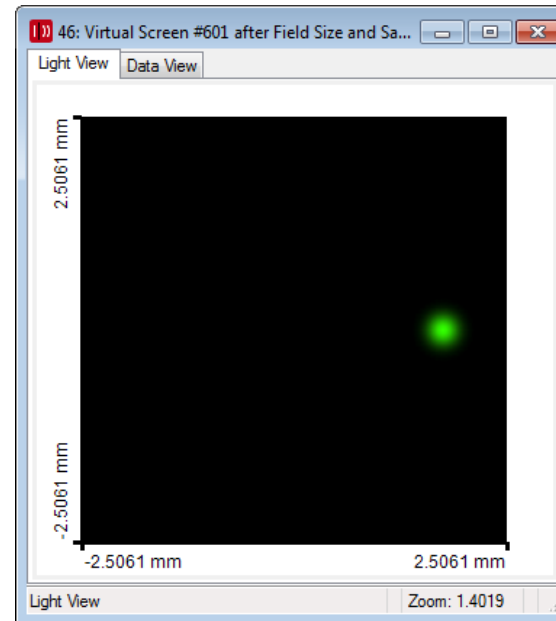 46: Virtual Screen #601 after Field Size and Sa...
Light View Data View
2.5061 mm
-2.5061 mm
-2.5061 mm 2.5061 mm
Light View Zoom: 1.4019